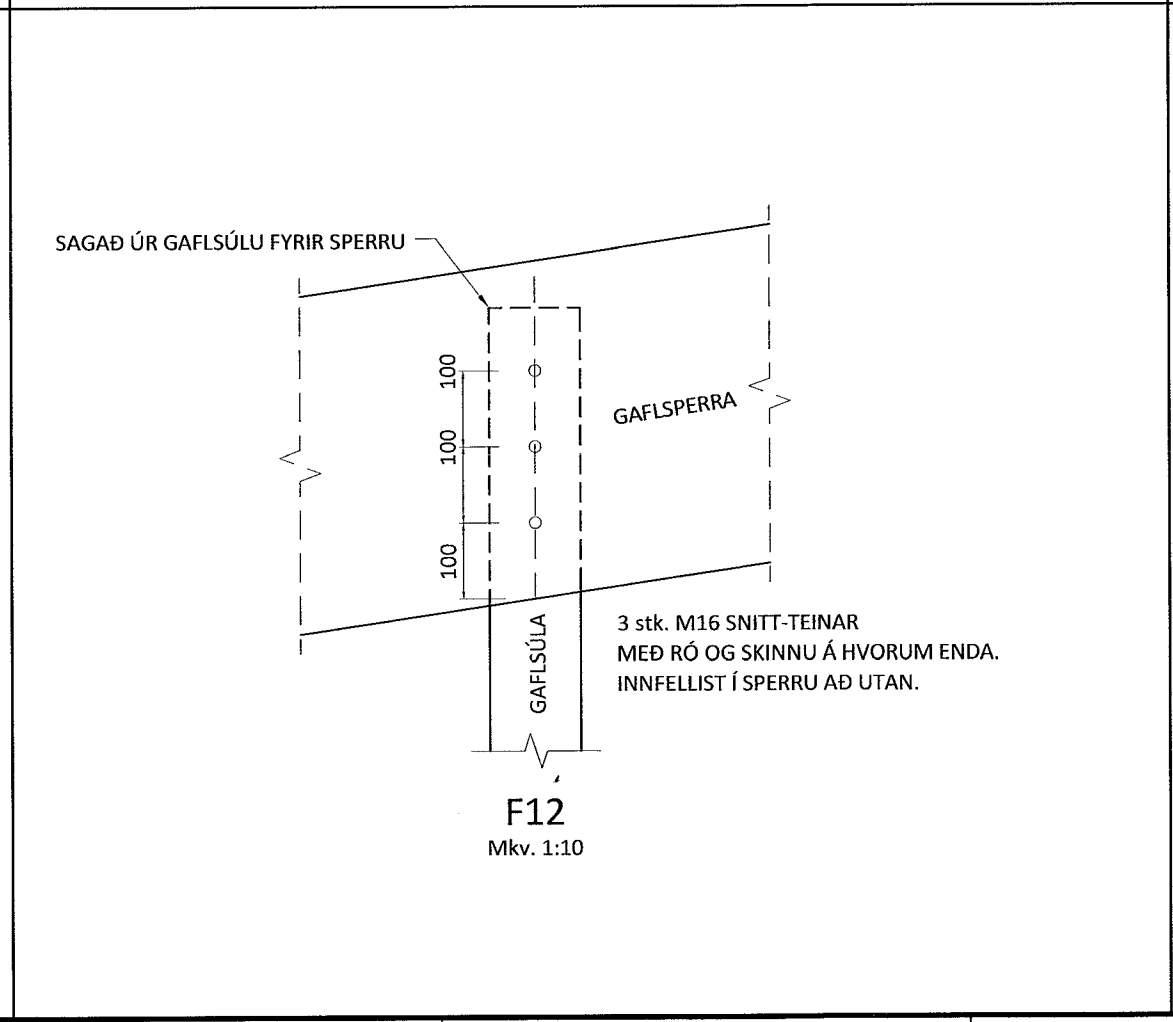 SAGAÐ ÚR GAFLSÚLU FYRIR SPERRU
100
100
100
GAFLSPERRA
GAFLSÚLA
3 stk. M16 SNITT-TEINAR
MEÐ RÓ OG SKINNU Á HVORUM ENDA.
INNFELLIST Í SPERRU AÐ UTAN.
F12
Mkv. 1:10